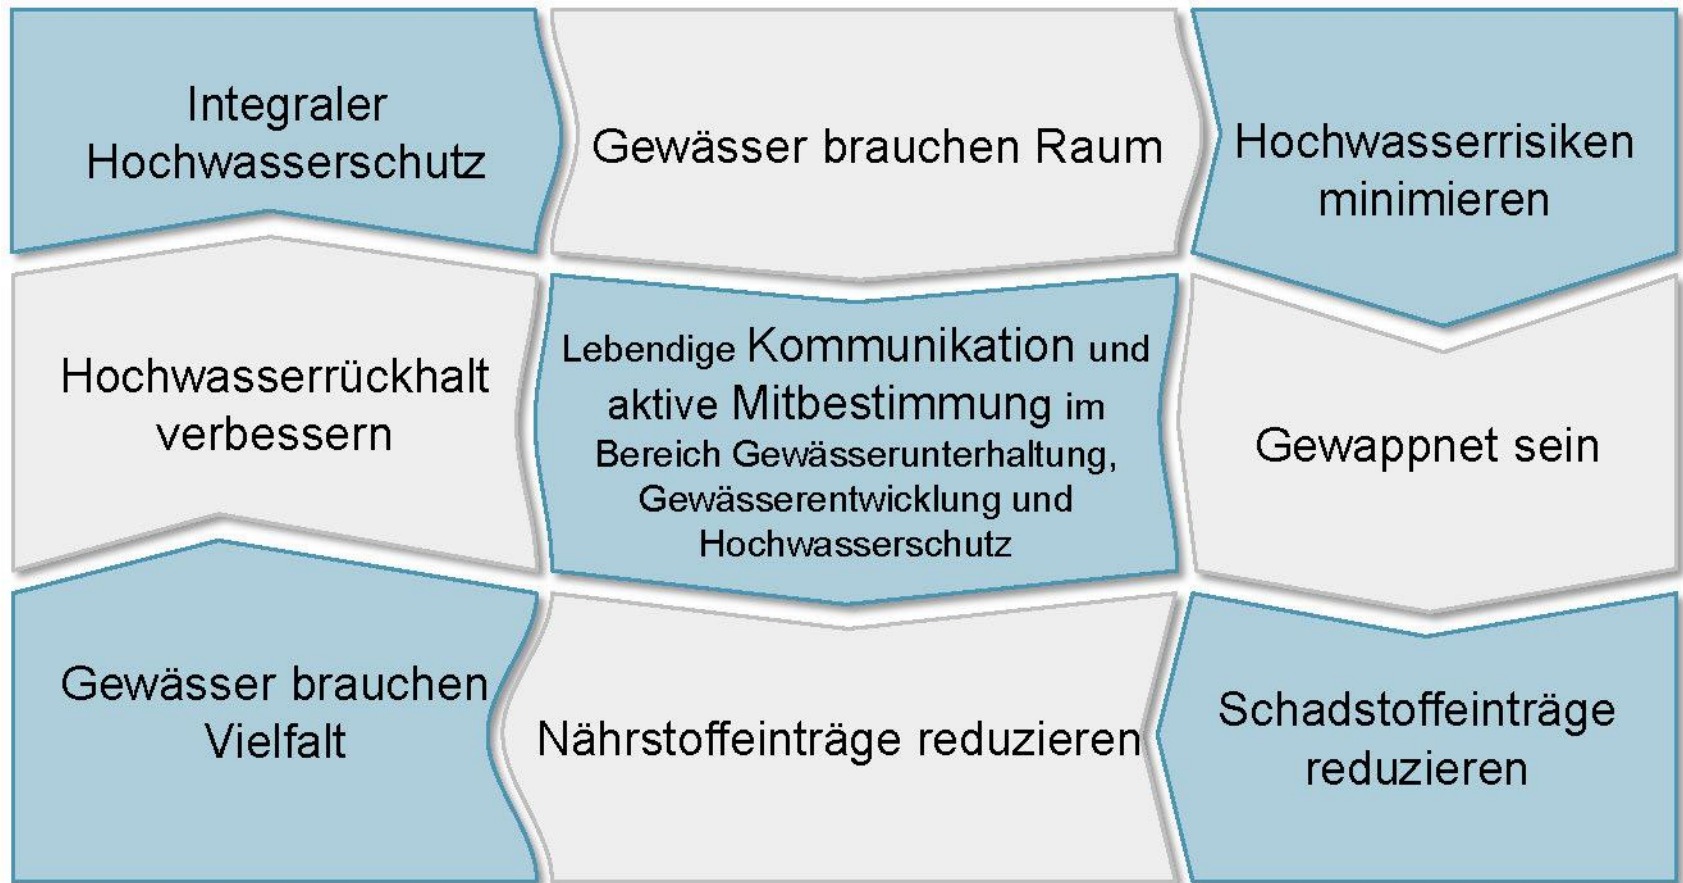 Integraler
Hochwasserschutz
Gewässer brauchen Raum
Hochwasserrisiken
minimieren
Hochwasserrückhalt
verbessern
Lebendige Kommunikation und
aktive Mitbestimmung im
Bereich Gewässerunterhaltung,
Gewässerentwicklung und
Hochwasserschutz
Gewappnet sein
Gewässer brauchen
Vielfalt
Nährstoffeinträge reduzieren
Schadstoffeinträge
reduzieren